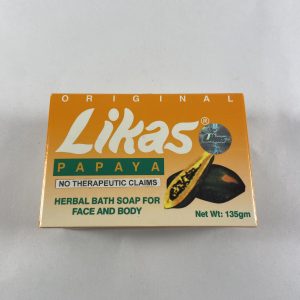 ORIGINAL
Likas®
PAPAYA
NO THERAPEUTIC CLAIMS
HERBAL BATH SOAP FOR
FACE AND BODY
Net Wt: 135gm